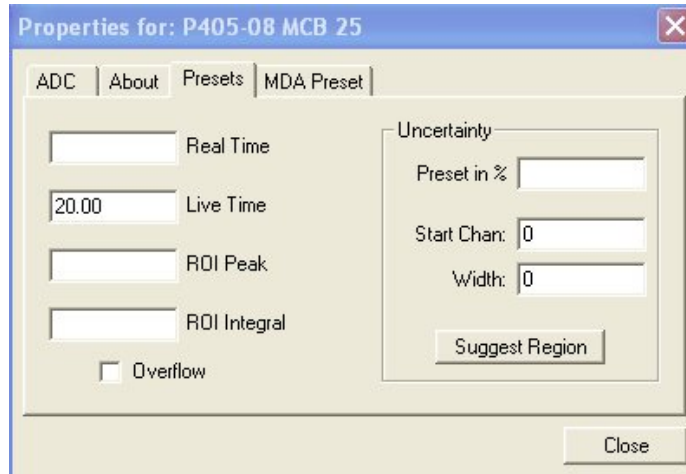 Properties for: P405-08 MCB 25
ADC About Presets MDA Preset
Real Time
20.00 Live Time
ROI Peak
ROI Integral
Overflow
Uncertainty
Preset in %
Start Chan: 0
Width: 0
Suggest Region
Close